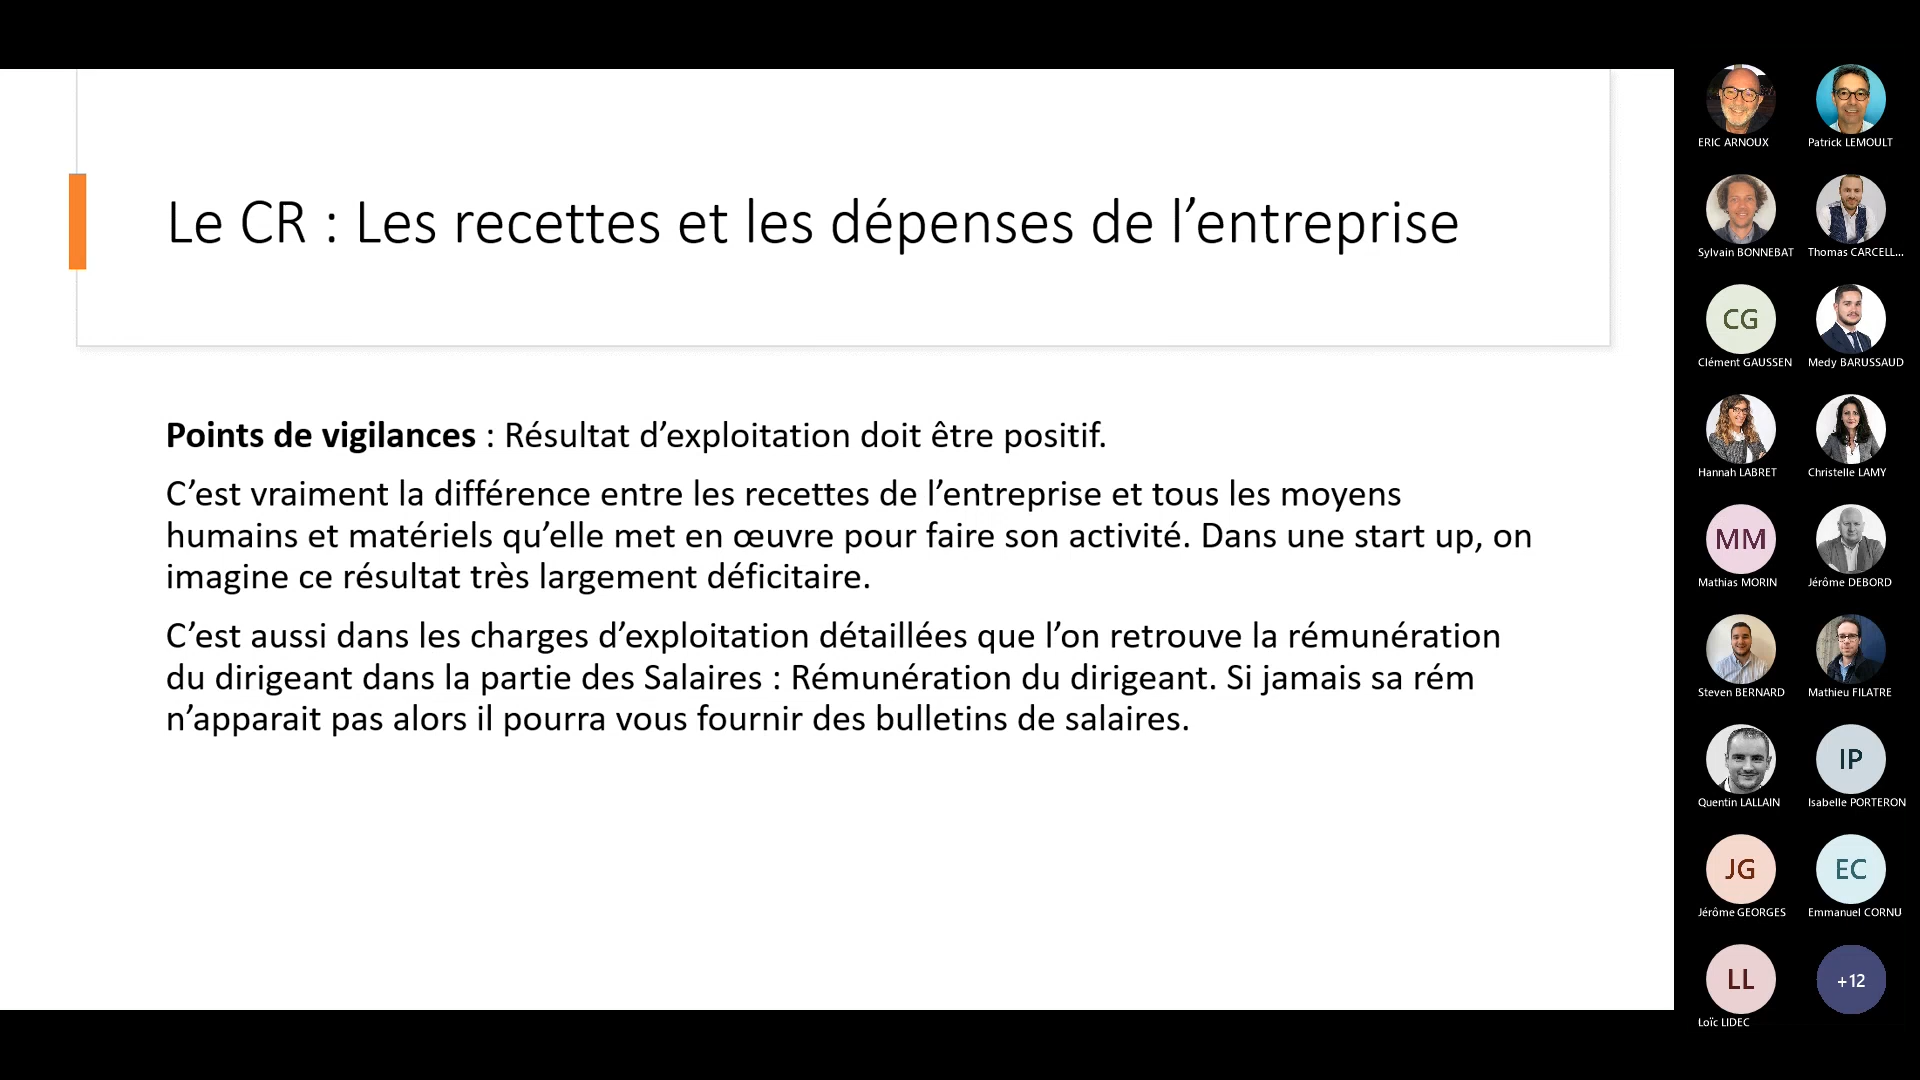 Le CR : Les recettes et les dépenses de l’entreprise
Points de vigilances : Résultat d’exploitation doit être positif.
C’est vraiment la différence entre les recettes de l’entreprise et tous les moyens
humains et matériels qu’elle met en œuvre pour faire son activité. Dans une start up, on
imagine ce résultat très largement déficitaire.
C’est aussi dans les charges d’exploitation détaillées que l’on retrouve la rémunération
du dirigeant dans la partie des Salaires : Rémunération du dirigeant. Si jamais sa rém
n’apparait pas alors il pourra vous fournir des bulletins de salaires.
ERIC ARNOUX
Patrick LEMOULT
Sylvain BONNEBAT
Thomas CARCELL...
CG
Clément GAUSSEN
Medy BARUSSAUD
Hannah LABRET
Christelle LAMY
MM
Mathias MORIN
Jérôme DEBORD
Steven BERNARD
Mathieu FILATRE
Quentin LALLAIN
IP
Isabelle PORTERON
JG
Jérôme GEORGES
EC
Emmanuel CORNU
LL
Loïc LIDEC
+12